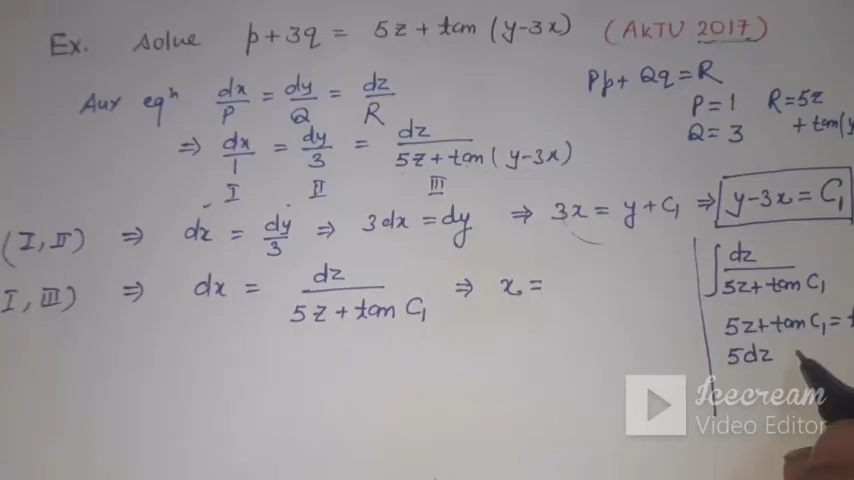 Ex. solve p+3q = 5z+tan (y-3x) (AKTU 2017)
Pp+ Qq = R
Aux eqⁿ dx/P = dy/Q = dz/R
P=1 R=5z
Q=3 +tan(y
⇒ dx/1 = dy/3 = dz/5z+tan(y-3x)
I II III
(I, II) ⇒ dx = dy/3 ⇒ 3dx = dy ⇒ 3x = y+C₁ ⇒ y-3x = C₁
I, III) ⇒ dx = dz/5z+tan C₁ ⇒ x =
∫ dz/5z+tan C₁
5z+tan C₁ = t
5dz
Icecream
Video Editor